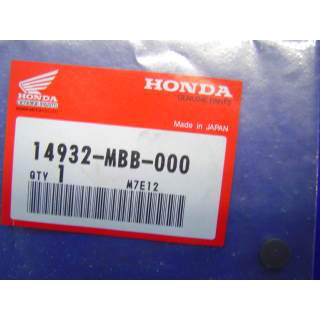 HONDA
HONDA
GENUINE PARTS
Made in JAPAN
14932-MBB-000
QTY 1
M7E12